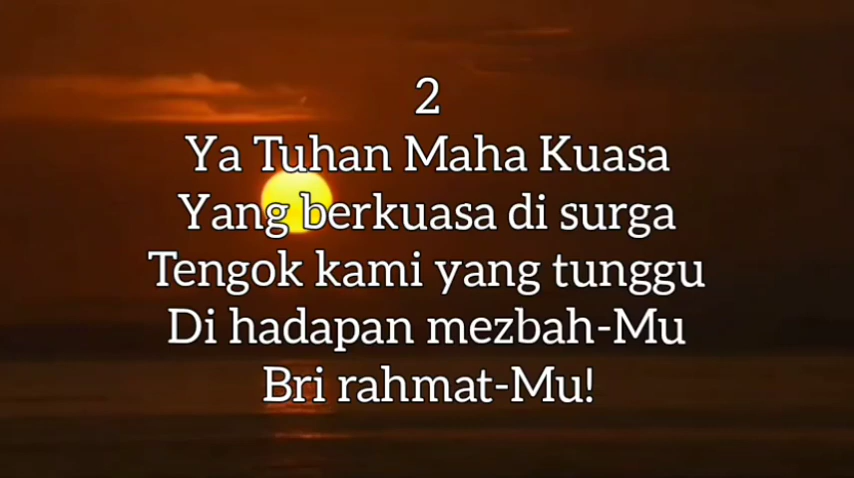 2
Ya Tuhan Maha Kuasa
Yang berkuasa di surga
Tengok kami yang tunggu
Di hadapan mezbah-Mu
Bri rahmat-Mu!